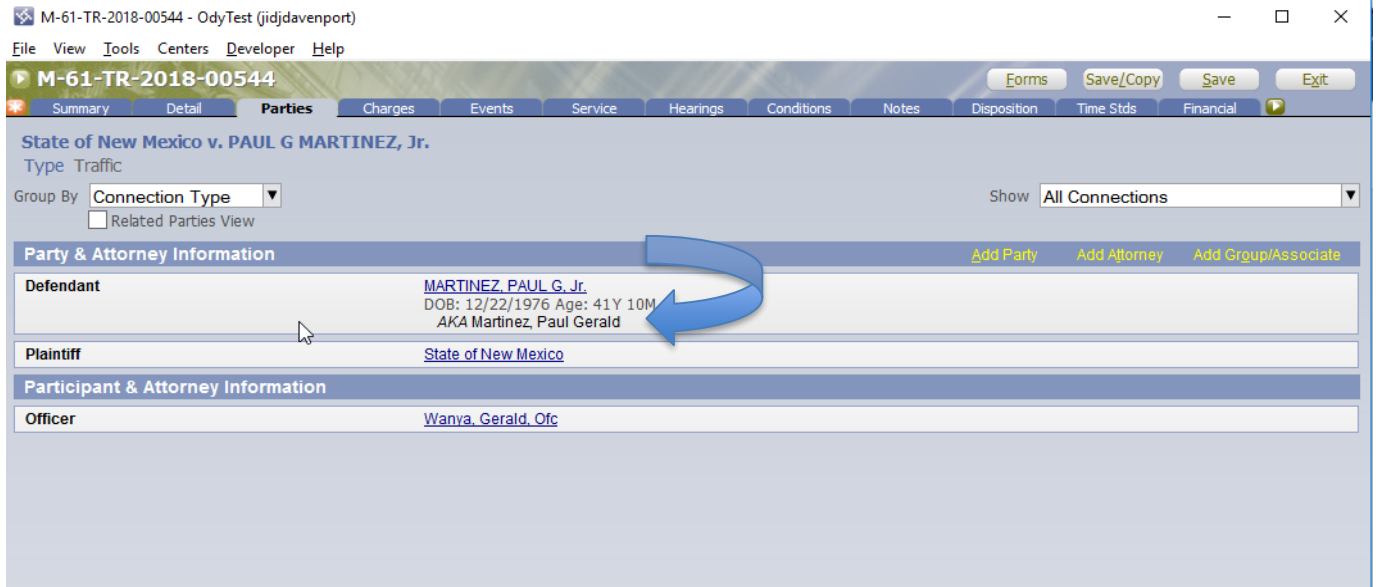 M-61-TR-2018-00544 - OdyTest (jidjdavenport)
File View Tools Centers Developer Help
M-61-TR-2018-00544 Forms Save/Copy Save Exit
Summary Detail Parties Charges Events Service Hearings Conditions Notes Disposition Time Stds Financial
State of New Mexico v. PAUL G MARTINEZ, Jr.
Type Traffic
Group By Connection Type Show All Connections
Related Parties View
Party & Attorney Information Add Party Add Attorney Add Group/Associate
Defendant MARTINEZ, PAUL G, Jr.
DOB: 12/22/1976 Age: 41Y 10M
AKA Martinez, Paul Gerald
Plaintiff State of New Mexico
Participant & Attorney Information
Officer Wanya, Gerald, Ofc